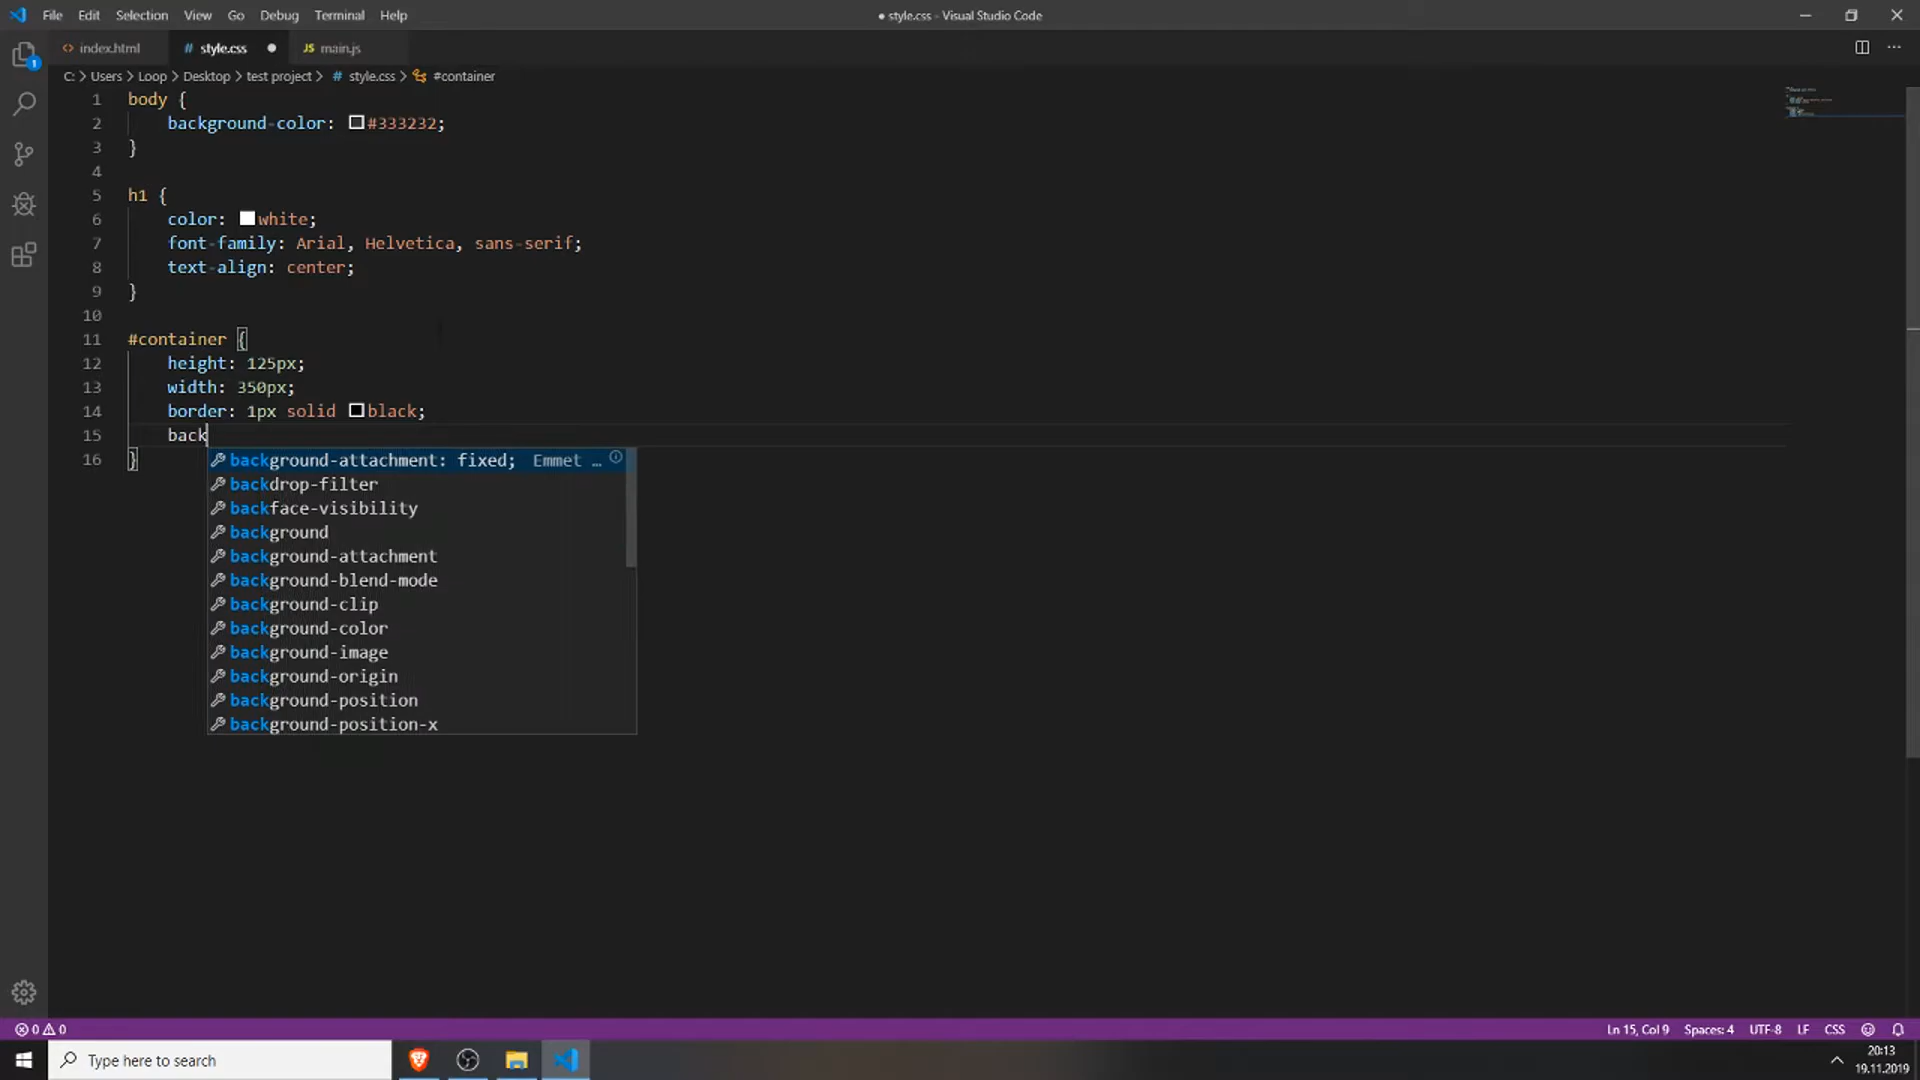 File Edit Selection View Go Debug Terminal Help
● style.css - Visual Studio Code
index.html style.css JS main.js
C: > Users > Loop > Desktop > test project > # style.css > #container
1 body {
2 background-color: #333232;
3 }
4
5 h1 {
6 color: white;
7 font-family: Arial, Helvetica, sans-serif;
8 text-align: center;
9 }
10
11 #container {
12 height: 125px;
13 width: 350px;
14 border: 1px solid black;
15 back
16 }
background-attachment: fixed; Emmet …
backdrop-filter
backface-visibility
background
background-attachment
background-blend-mode
background-clip
background-color
background-image
background-origin
background-position
background-position-x
1
0 0
Ln 15, Col 9 Spaces: 4 UTF-8 LF CSS
Type here to search
20:13
19.11.2019